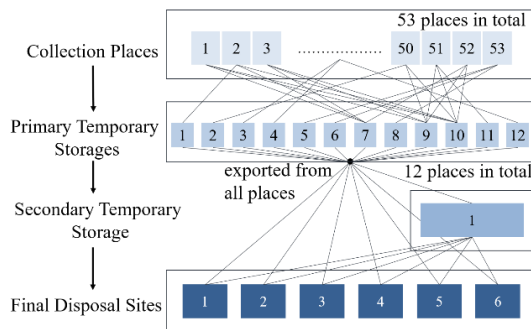 53 places in total
Collection Places
1 2 3 .................... 50 51 52 53
Primary Temporary
Storages
1 2 3 4 5 6 7 8 9 10 11 12
exported from
all places
12 places in total
Secondary Temporary
Storage
1
Final Disposal Sites
1 2 3 4 5 6